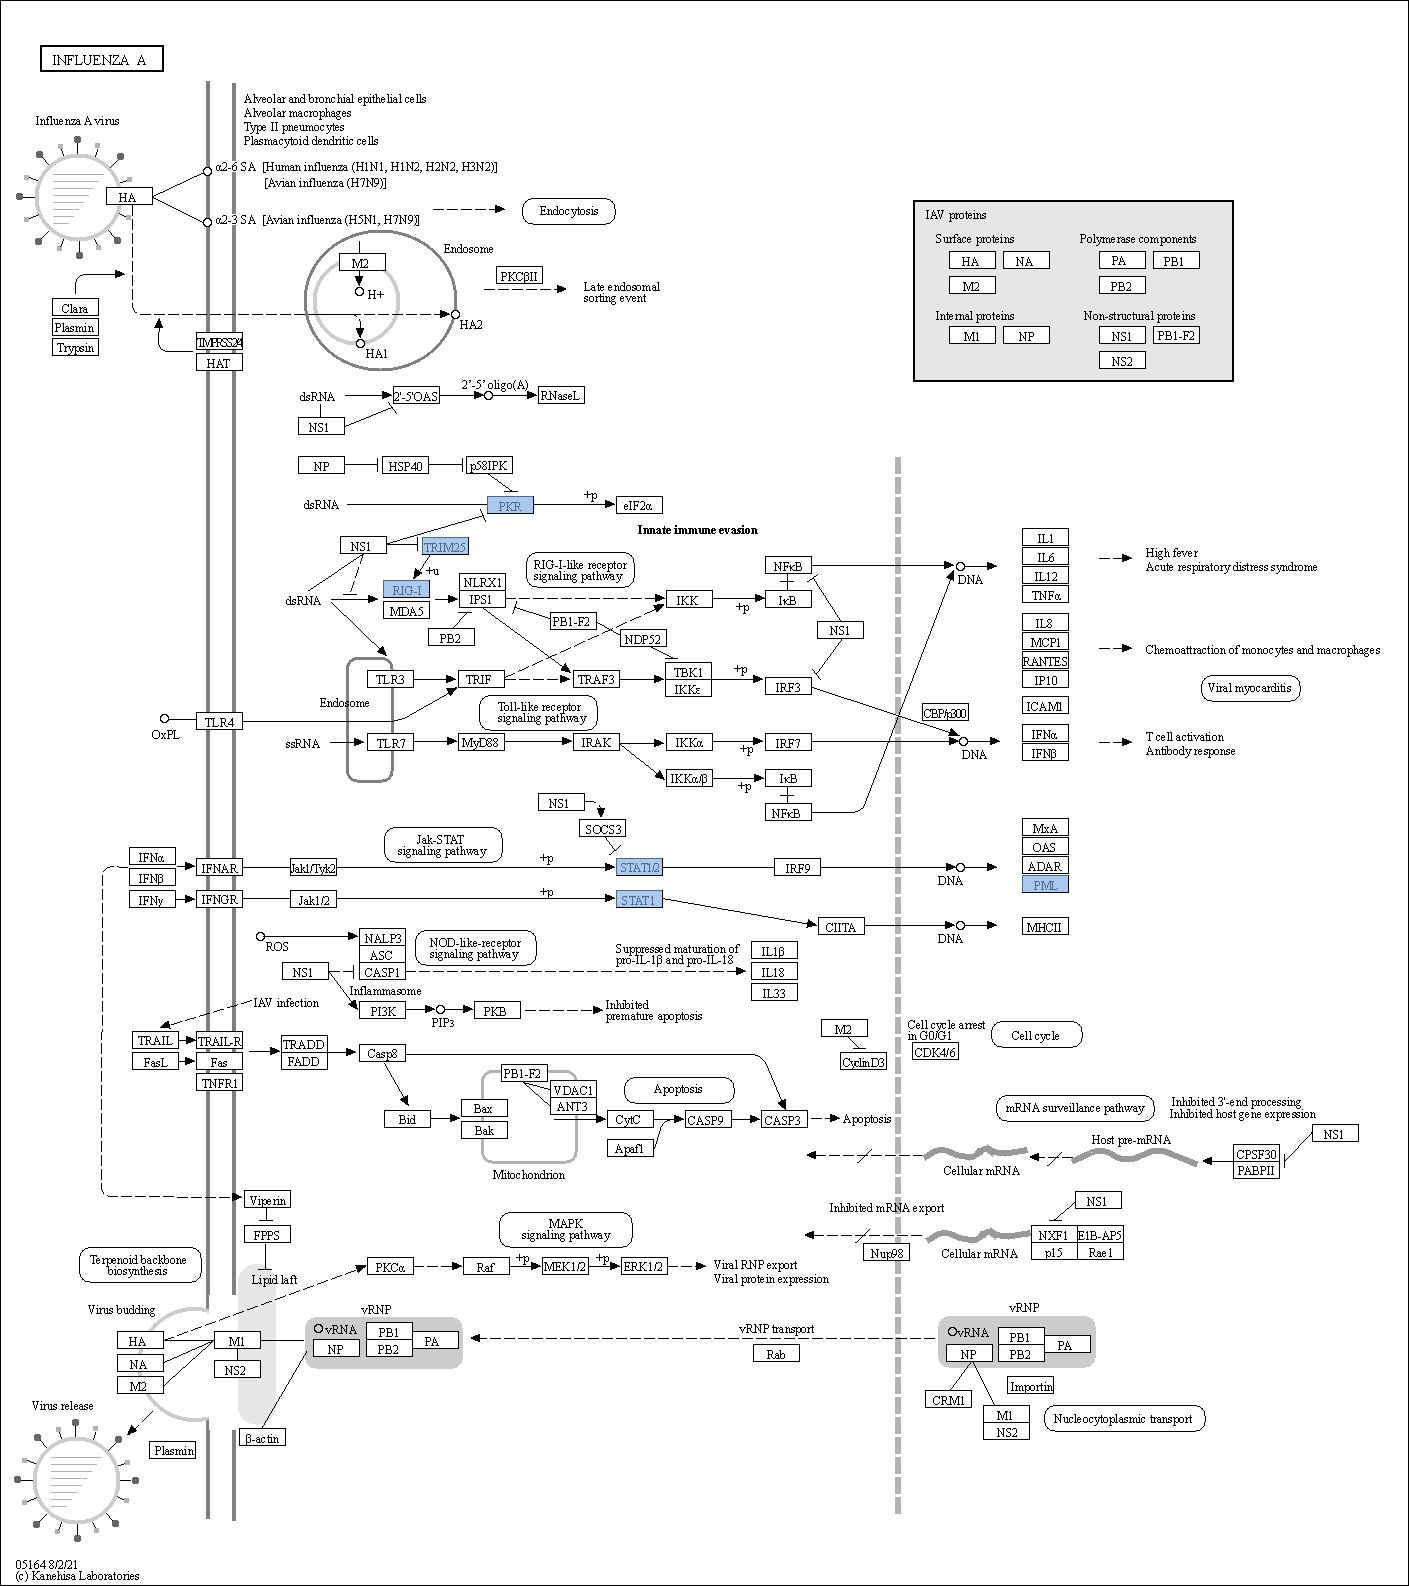 INFLUENZA A
Influenza A virus
Alveolar and bronchial epithelial cells
Alveolar macrophages
Type II pneumocytes
Plasmacytoid dendritic cells
HA
α2-6 SA [Human influenza (H1N1, H1N2, H2N2, H3N2)]
[Avian influenza (H7N9)]
α2-3 SA [Avian influenza (H5N1, H7N9)]
Endocytosis
Endosome
M2
H+
HA1
HA2
PKCβII
Late endosomal
sorting event
Clara
Plasmin
Trypsin
TMPRSS2/4
HAT
IAV proteins
Surface proteins
HA
NA
M2
Polymerase components
PA
PB1
PB2
Internal proteins
M1
NP
Non-structural proteins
NS1
PB1-F2
NS2
dsRNA
2'-5'OAS
2'-5' oligo(A)
RNaseL
NS1
NP
HSP40
p58IPK
dsRNA
PKR
+p
eIF2α
Innate immune evasion
NS1
TRIM25
+u
RIG-I
MDA5
dsRNA
NLRX1
IPS1
PB2
RIG-I-like receptor
signaling pathway
PB1-F2
NDP52
IKK
+p
NFκB
IκB
NS1
DNA
IL1
IL6
IL12
TNFα
High fever
Acute respiratory distress syndrome
IL8
MCP1
RANTES
IP10
ICAM1
Chemoattraction of monocytes and macrophages
Viral myocarditis
Endosome
TLR3
TRIF
TRAF3
TBK1
IKKε
+p
IRF3
CBP/p300
OxPL
TLR4
Toll-like receptor
signaling pathway
ssRNA
TLR7
MyD88
IRAK
IKKα
+p
IRF7
DNA
IFNα
IFNβ
T cell activation
Antibody response
IKKα/β
+p
IκB
NFκB
NS1
SOCS3
Jak-STAT
signaling pathway
IFNα
IFNβ
IFNAR
Jak1/Tyk2
+p
STAT1/2
IRF9
DNA
MxA
OAS
ADAR
PML
IFNγ
IFNGR
Jak1/2
+p
STAT1
CIITA
DNA
MHCII
ROS
NALP3
ASC
CASP1
NS1
Inflammasome
NOD-like-receptor
signaling pathway
Suppressed maturation of
pro-IL-1β and pro-IL-18
IL1β
IL18
IL33
IAV infection
PI3K
PIP3
PKB
Inhibited
premature apoptosis
TRAIL
TRAIL-R
FasL
Fas
TNFR1
TRADD
FADD
Casp8
M2
CyclinD3
Cell cycle arrest
in G0/G1
CDK4/6
Cell cycle
PB1-F2
VDAC1
ANT3
Apoptosis
Bid
Bax
Bak
CytC
Apaf1
CASP9
CASP3
Apoptosis
Mitochondrion
mRNA surveillance pathway
Inhibited 3'-end processing
Inhibited host gene expression
NS1
Host pre-mRNA
CPSF30
PABPII
Cellular mRNA
Viperin
FPPS
Lipid laft
Inhibited mRNA export
NS1
Nup98
Cellular mRNA
NXF1
E1B-AP5
p15
Rae1
MAPK
signaling pathway
Terpenoid backbone
biosynthesis
PKCα
Raf
+p
MEK1/2
+p
ERK1/2
Viral RNP export
Viral protein expression
Virus budding
HA
NA
M2
M1
NS2
vRNP
vRNA
NP
PB1
PB2
PA
β-actin
vRNP transport
Rab
vRNP
vRNA
NP
PB1
PB2
PA
CRM1
Importin
M1
NS2
Nucleocytoplasmic transport
Virus release
Plasmin
05164 8/2/21
(c) Kanehisa Laboratories